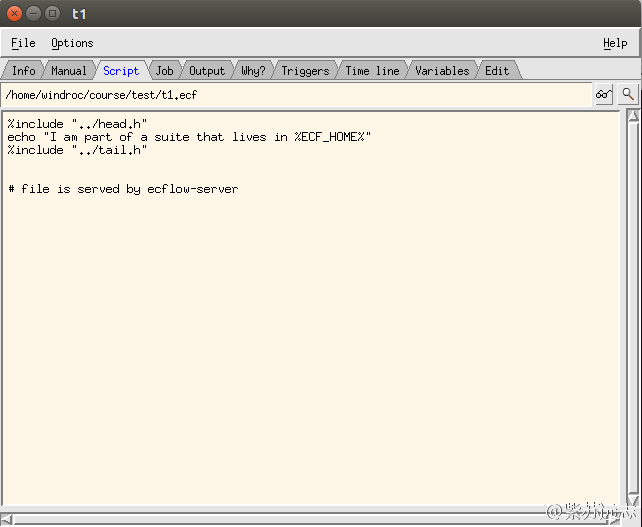 t1
File Options Help
Info Manual Script Job Output Why? Triggers Time line Variables Edit
/home/windroc/course/test/t1.ecf
%include "../head.h"
echo "I am part of a suite that lives in %ECF_HOME%"
%include "../tail.h"
# file is served by ecflow-server